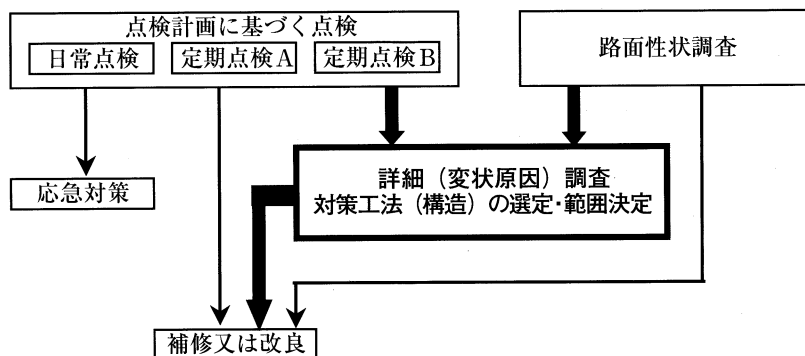 点検計画に基づく点検
日常点検
定期点検A
定期点検B
路面性状調査
詳細（変状原因）調査
対策工法（構造）の選定・範囲決定
応急対策
補修又は改良